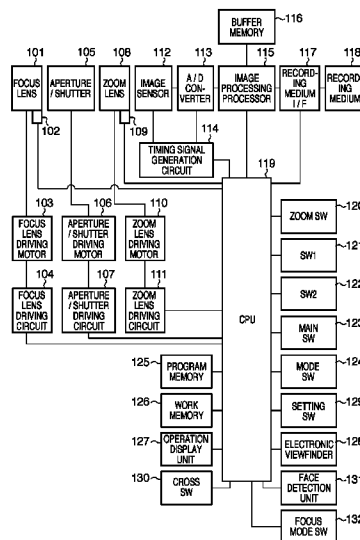 BUFFER
MEMORY
116
101
105
108
112
113
115
117
118
FOCUS
LENS
APERTURE
/ SHUTTER
ZOOM
LENS
IMAGE
SENSOR
A / D
CON-
VERTER
IMAGE
PROCESSING
PROCESSOR
RECORD-
ING
MEDIUM
I / F
RECORD-
ING
MEDIUM
102
109
114
TIMING SIGNAL
GENERATION
CIRCUIT
119
103
106
110
FOCUS
LENS
DRIVING
MOTOR
APERTURE
/ SHUTTER
DRIVING
MOTOR
ZOOM
LENS
DRIVING
MOTOR
104
107
111
FOCUS
LENS
DRIVING
CIRCUIT
APERTURE
/ SHUTTER
DRIVING
CIRCUIT
ZOOM
LENS
DRIVING
CIRCUIT
CPU
120
ZOOM SW
121
SW1
122
SW2
123
MAIN
SW
125
PROGRAM
MEMORY
124
MODE
SW
126
WORK
MEMORY
129
SETTING
SW
127
OPERATION
DISPLAY
UNIT
128
ELECTRONIC
VIEWFINDER
130
CROSS
SW
131
FACE
DETECTION
UNIT
132
FOCUS
MODE SW